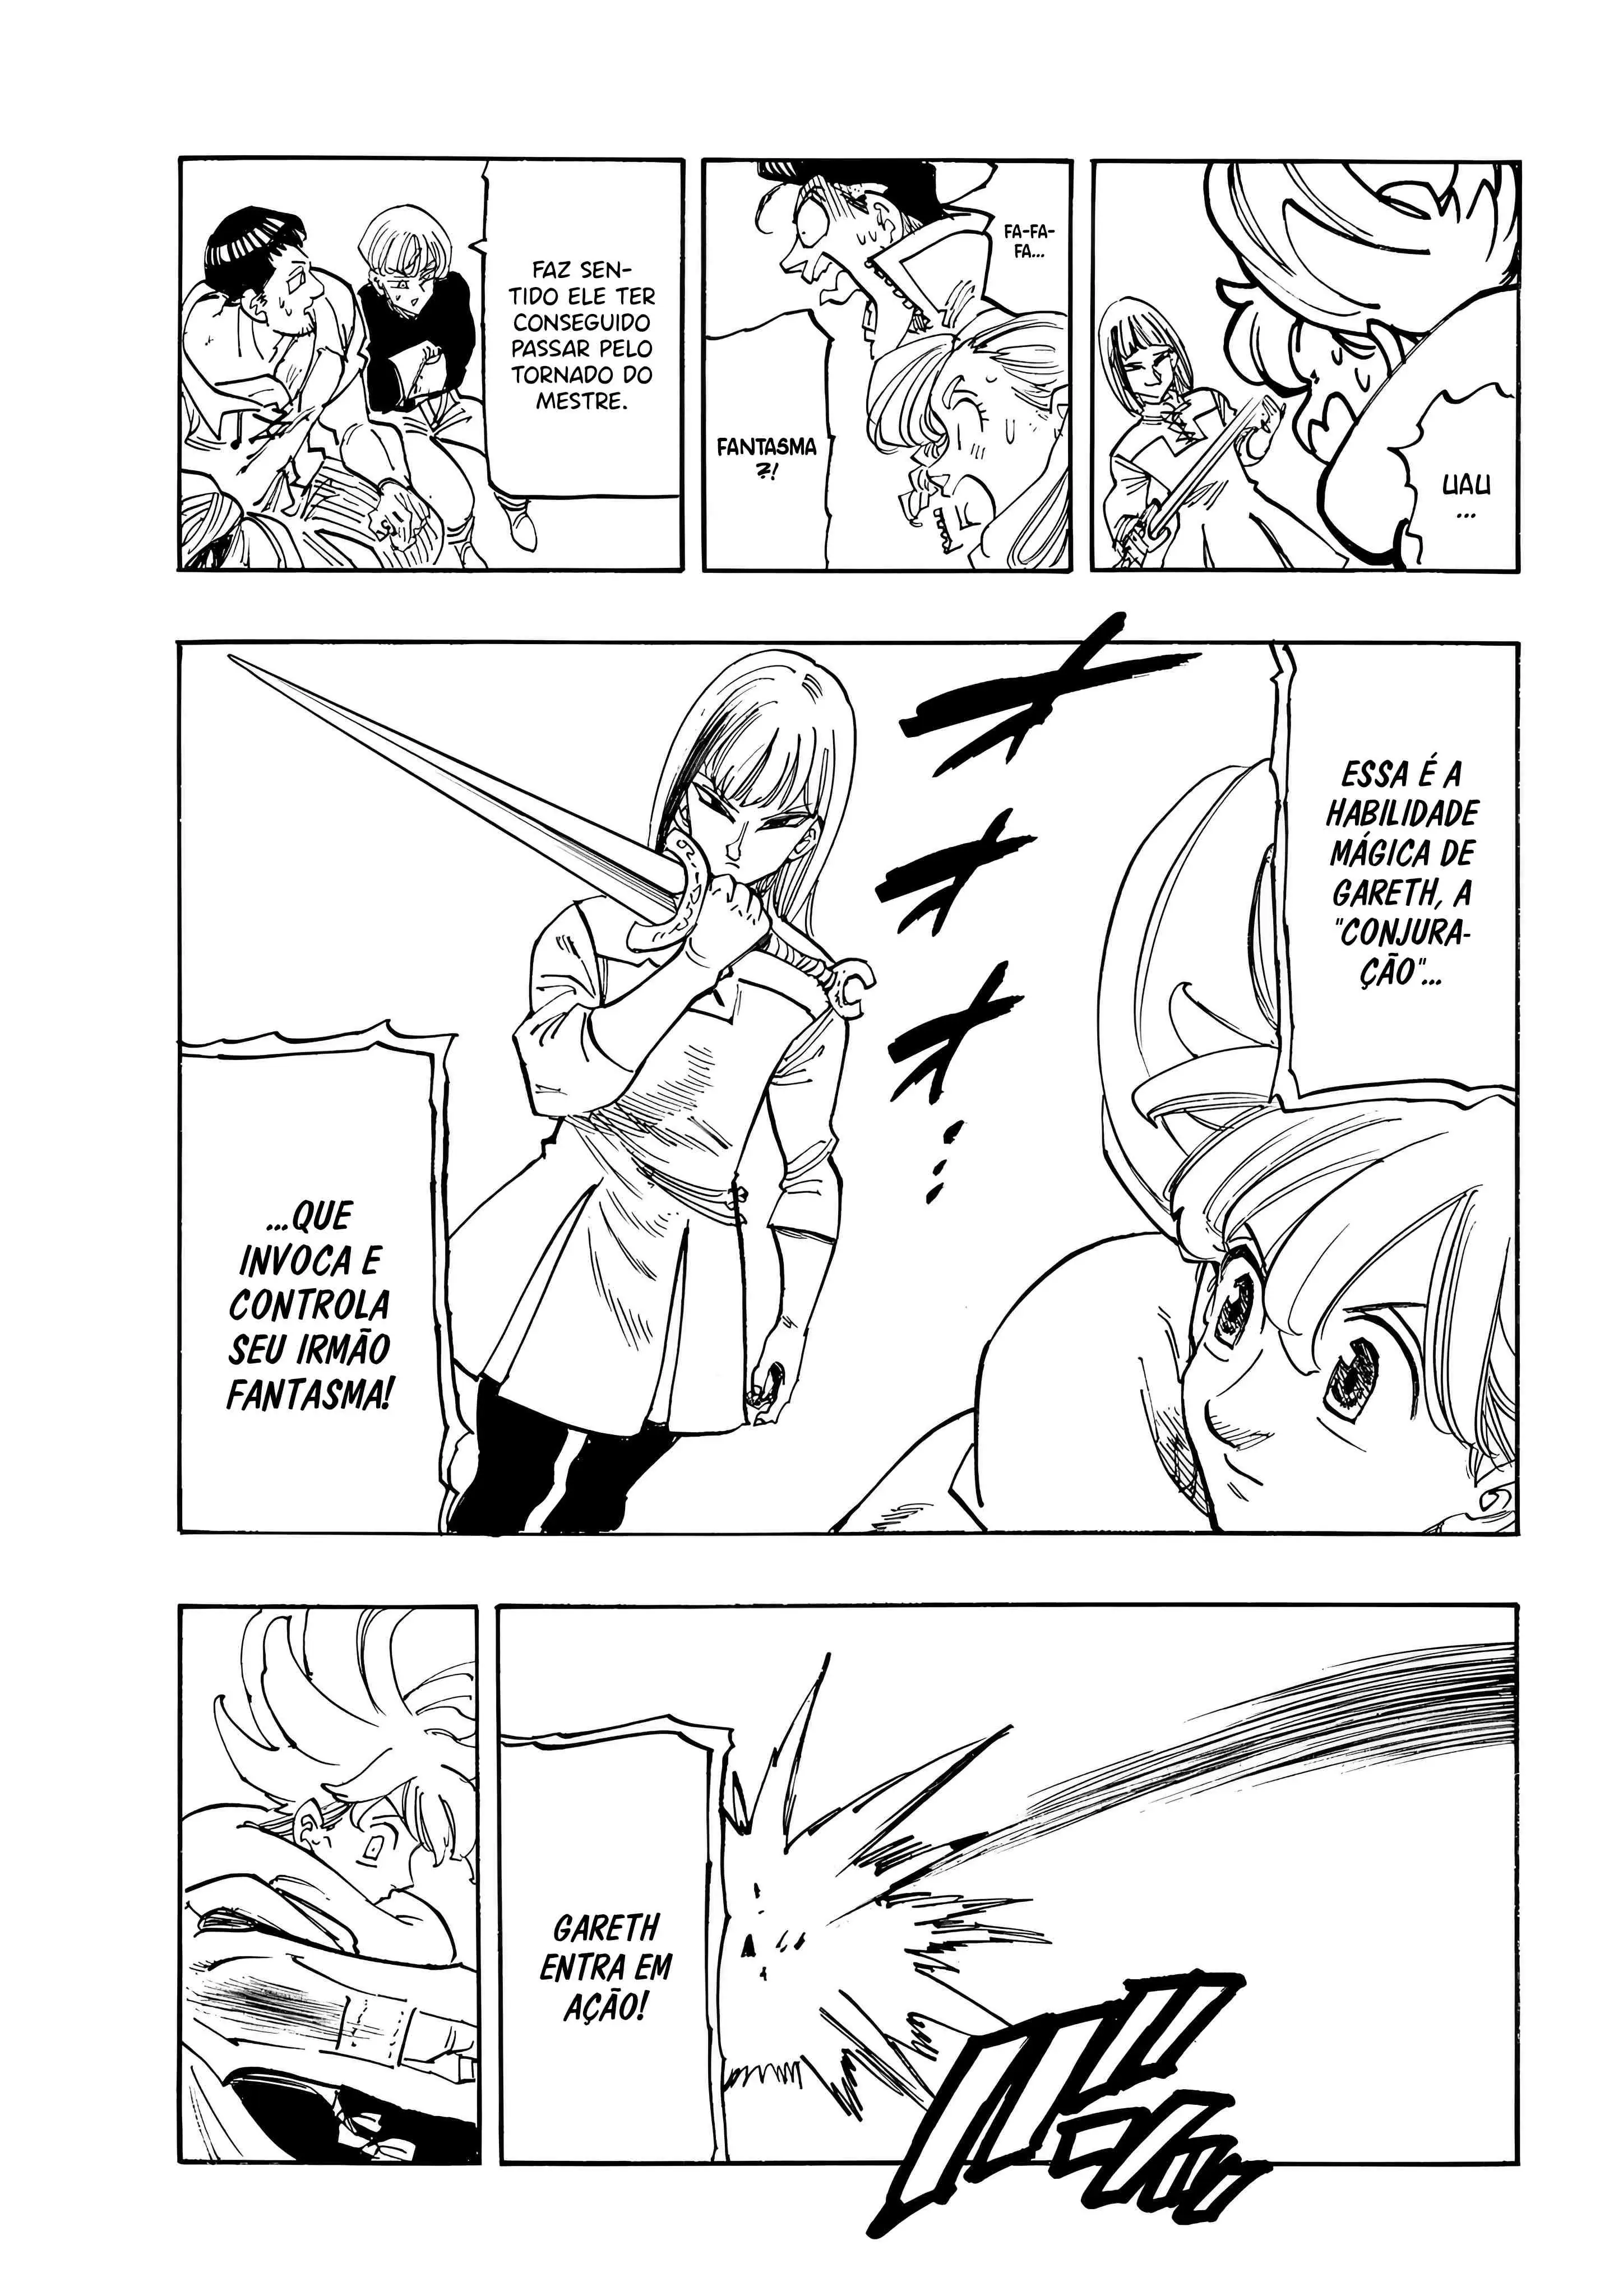 UAU
...
FA-FA-
FA...
FANTASMA
?!
FAZ SEN-
TIDO ELE TER
CONSEGUIDO
PASSAR PELO
TORNADO DO
MESTRE.
ESSA É A
HABILIDADE
MÁGICA DE
GARETH, A
"CONJURA-
ÇÃO"...
...QUE
INVOCA E
CONTROLA
SEU IRMÃO
FANTASMA!
GARETH
ENTRA EM
AÇÃO!